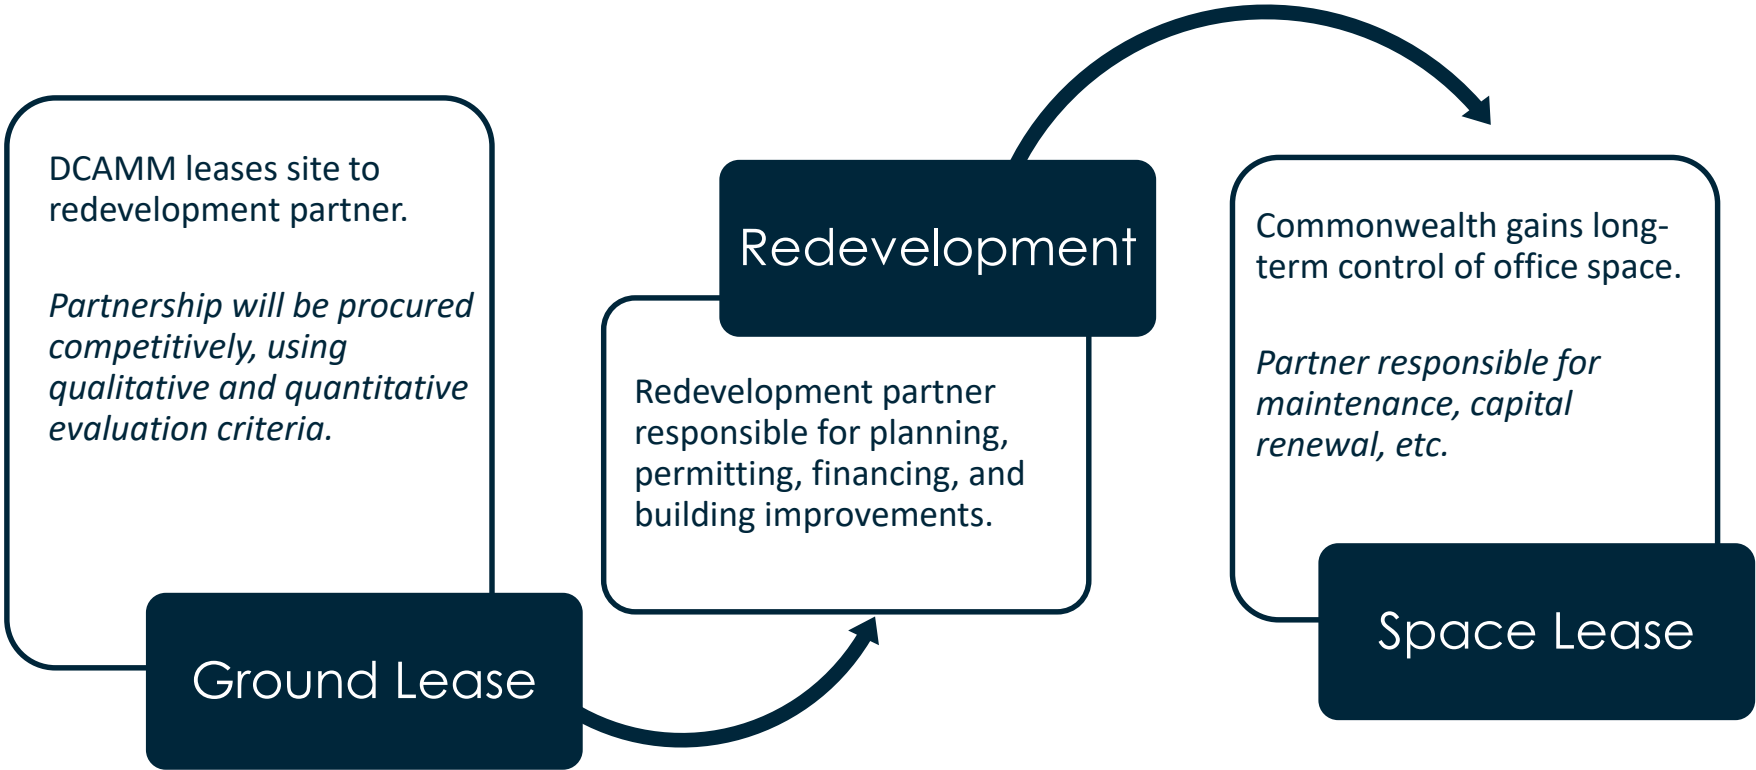 DCAMM leases site to
redevelopment partner.
Partnership will be procured
competitively, using
qualitative and quantitative
evaluation criteria.
Ground Lease
Redevelopment
Redevelopment partner
responsible for planning,
permitting, financing, and
building improvements.
Commonwealth gains long-
term control of office space.
Partner responsible for
maintenance, capital
renewal, etc.
Space Lease